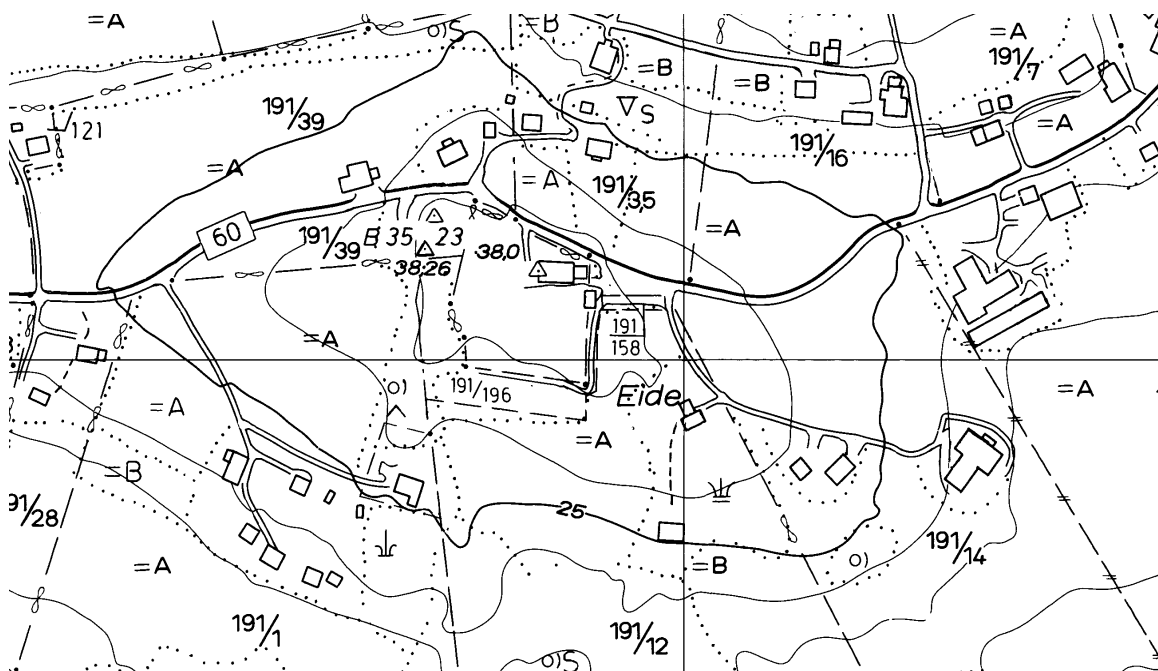 =A
S
=B
=A
191/7
=B
=B
191/39
S
121
=A
191/16
=A
=A
191/35
60
191/39
E 35
23
38,0
=A
38.26
=A
191
158
=A
A
191/196
Eide
=A
=A
=B
191/28
25
191/14
=A
=B
191/1
191/12
S